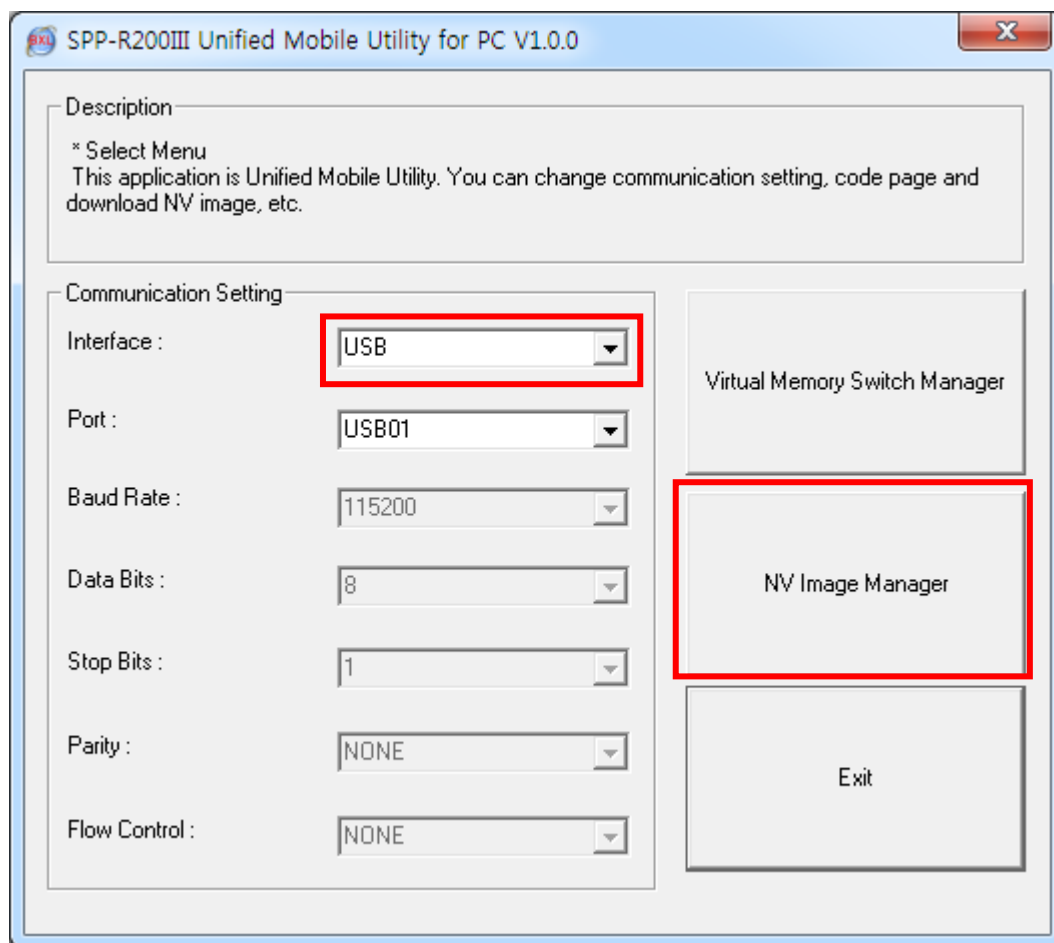 BXL SPP-R200III Unified Mobile Utility for PC V1.0.0
Description
* Select Menu
This application is Unified Mobile Utility. You can change communication setting, code page and
download NV image, etc.
Communication Setting
Interface : USB
Port : USB01
Baud Rate : 115200
Data Bits : 8
Stop Bits : 1
Parity : NONE
Flow Control : NONE
Virtual Memory Switch Manager
NV Image Manager
Exit